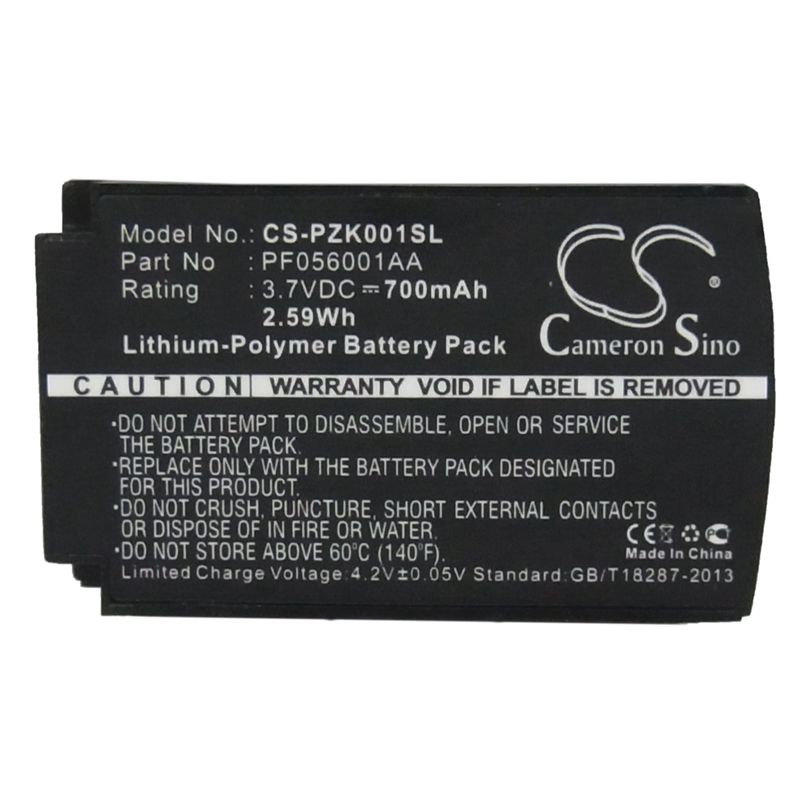 Model No.: CS-PZK001SL
Part No : PF056001AA
Rating : 3.7VDC ⎓700mAh
2.59Wh
Lithium-Polymer Battery Pack
®
Cameron Sino
CAUTION WARRANTY VOID IF LABEL IS REMOVED
•DO NOT ATTEMPT TO DISASSEMBLE, OPEN OR SERVICE
THE BATTERY PACK.
•REPLACE ONLY WITH THE BATTERY PACK DESIGNATED
FOR THIS PRODUCT.
•DO NOT CRUSH, PUNCTURE, SHORT EXTERNAL CONTACTS
OR DISPOSE OF IN FIRE OR WATER.
•DO NOT STORE ABOVE 60°C (140°F).
CE
Made In China
Limited Charge Voltage:4.2V±0.05V Standard:GB/T18287-2013